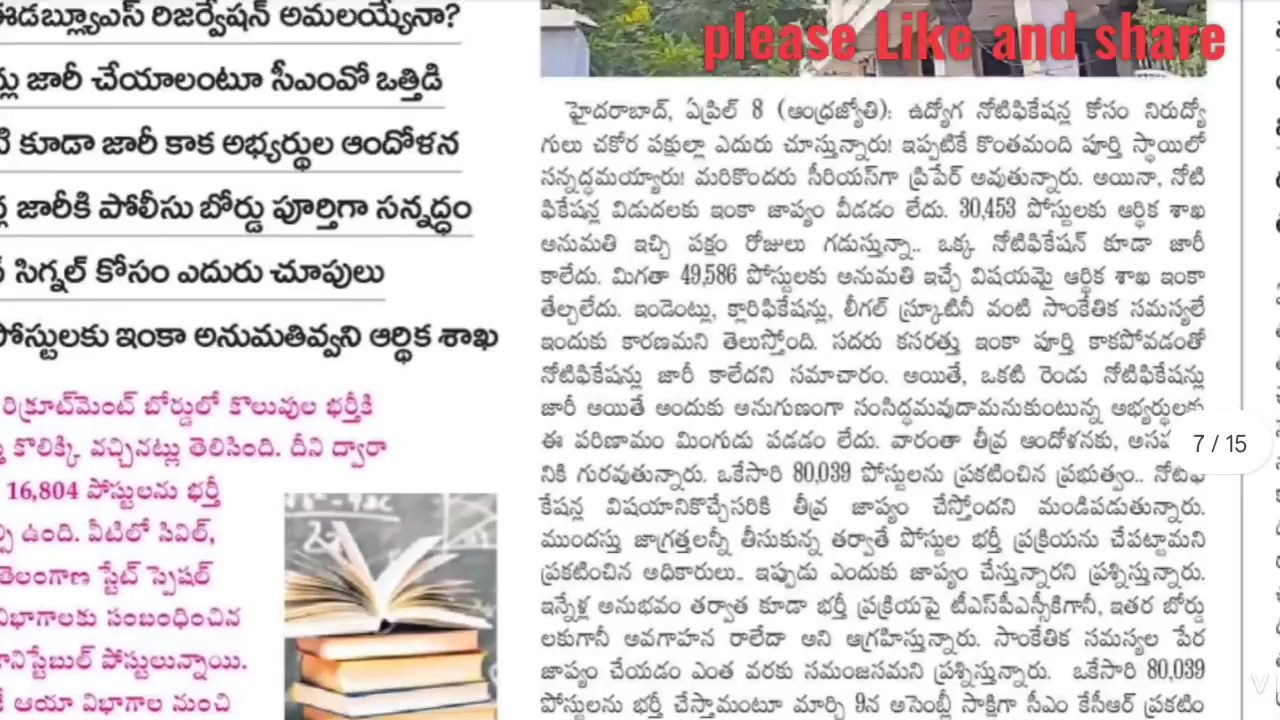 ఈడబ్ల్యూఎస్ రిజర్వేషన్ అమలయ్యేనా?
జారీ చేయాలంటూ సీఎంవో ఒత్తిడి
కూడా జారీ కాక అభ్యర్థుల ఆందోళన
జారీకి పోలీసు బోర్డు పూర్తిగా సన్నద్ధం
సిగ్నల్ కోసం ఎదురు చూపులు
పోస్టులకు ఇంకా అనుమతివ్వని ఆర్థిక శాఖ
రిక్రూట్‌మెంట్ బోర్డులో కొలువుల భర్తీకి
కొలిక్కి వచ్చినట్లు తెలిసింది. దీని ద్వారా
16,804 పోస్టులను భర్తీ
ఉంది. వీటిలో సివిల్,
తెలంగాణ స్టేట్ స్పెషల్
విభాగాలకు సంబంధించిన
పోస్టులున్నాయి.
ఆయా విభాగాల నుంచి
please Like and share
హైదరాబాద్, ఏప్రిల్ 8 (ఆంధ్రజ్యోతి): ఉద్యోగ నోటిఫికేషన్ల కోసం నిరుద్యో
గులు చకోర పక్షుల్లా ఎదురు చూస్తున్నారు! ఇప్పటికే కొంతమంది పూర్తి స్థాయిలో
సన్నద్ధమయ్యారు! మరికొందరు సీరియస్‌గా ప్రిపేర్ అవుతున్నారు. అయినా, నోటి
ఫికేషన్ల విడుదలకు ఇంకా జాప్యం వీడడం లేదు. 30,453 పోస్టులకు ఆర్థిక శాఖ
అనుమతి ఇచ్చి పక్షం రోజులు గడుస్తున్నా.. ఒక్క నోటిఫికేషన్ కూడా జారీ
కాలేదు. మిగతా 49,586 పోస్టులకు అనుమతి ఇచ్చే విషయమై ఆర్థిక శాఖ ఇంకా
తేల్చలేదు. ఇండెంట్లు, క్లారిఫికేషన్లు, లీగల్ స్క్రూటినీ వంటి సాంకేతిక సమస్యలే
ఇందుకు కారణమని తెలుస్తోంది. సదరు కసరత్తు ఇంకా పూర్తి కాకపోవడంతో
నోటిఫికేషన్లు జారీ కాలేదని సమాచారం. అయితే, ఒకటి రెండు నోటిఫికేషన్లు
జారీ అయితే అందుకు అనుగుణంగా సంసిద్ధమవుదామనుకుంటున్న అభ్యర్థులకు
ఈ పరిణామం మింగుడు పడడం లేదు. వారంతా తీవ్ర ఆందోళనకు,
7 / 15
నికి గురవుతున్నారు. ఒకేసారి 80,039 పోస్టులను ప్రకటించిన ప్రభుత్వం.. నోటిఫి
కేషన్ల విషయానికొచ్చేసరికి తీవ్ర జాప్యం చేస్తోందని మండిపడుతున్నారు.
ముందస్తు జాగ్రత్తలన్నీ తీసుకున్న తర్వాతే పోస్టుల భర్తీ ప్రక్రియను చేపట్టామని
ప్రకటించిన అధికారులు.. ఇప్పుడు ఎందుకు జాప్యం చేస్తున్నారని ప్రశ్నిస్తున్నారు.
ఇన్నేళ్ల అనుభవం తర్వాత కూడా భర్తీ ప్రక్రియపై టీఎస్‌పీఎస్సీకిగానీ, ఇతర బోర్డు
లకుగానీ అవగాహన రాలేదా అని ఆగ్రహిస్తున్నారు. సాంకేతిక సమస్యల పేర
జాప్యం చేయడం ఎంత వరకు సమంజసమని ప్రశ్నిస్తున్నారు. ఒకేసారి 80,039
పోస్టులను భర్తీ చేస్తామంటూ మార్చి 9న అసెంబ్లీ సాక్షిగా సీఎం కేసీఆర్ ప్రకటిం